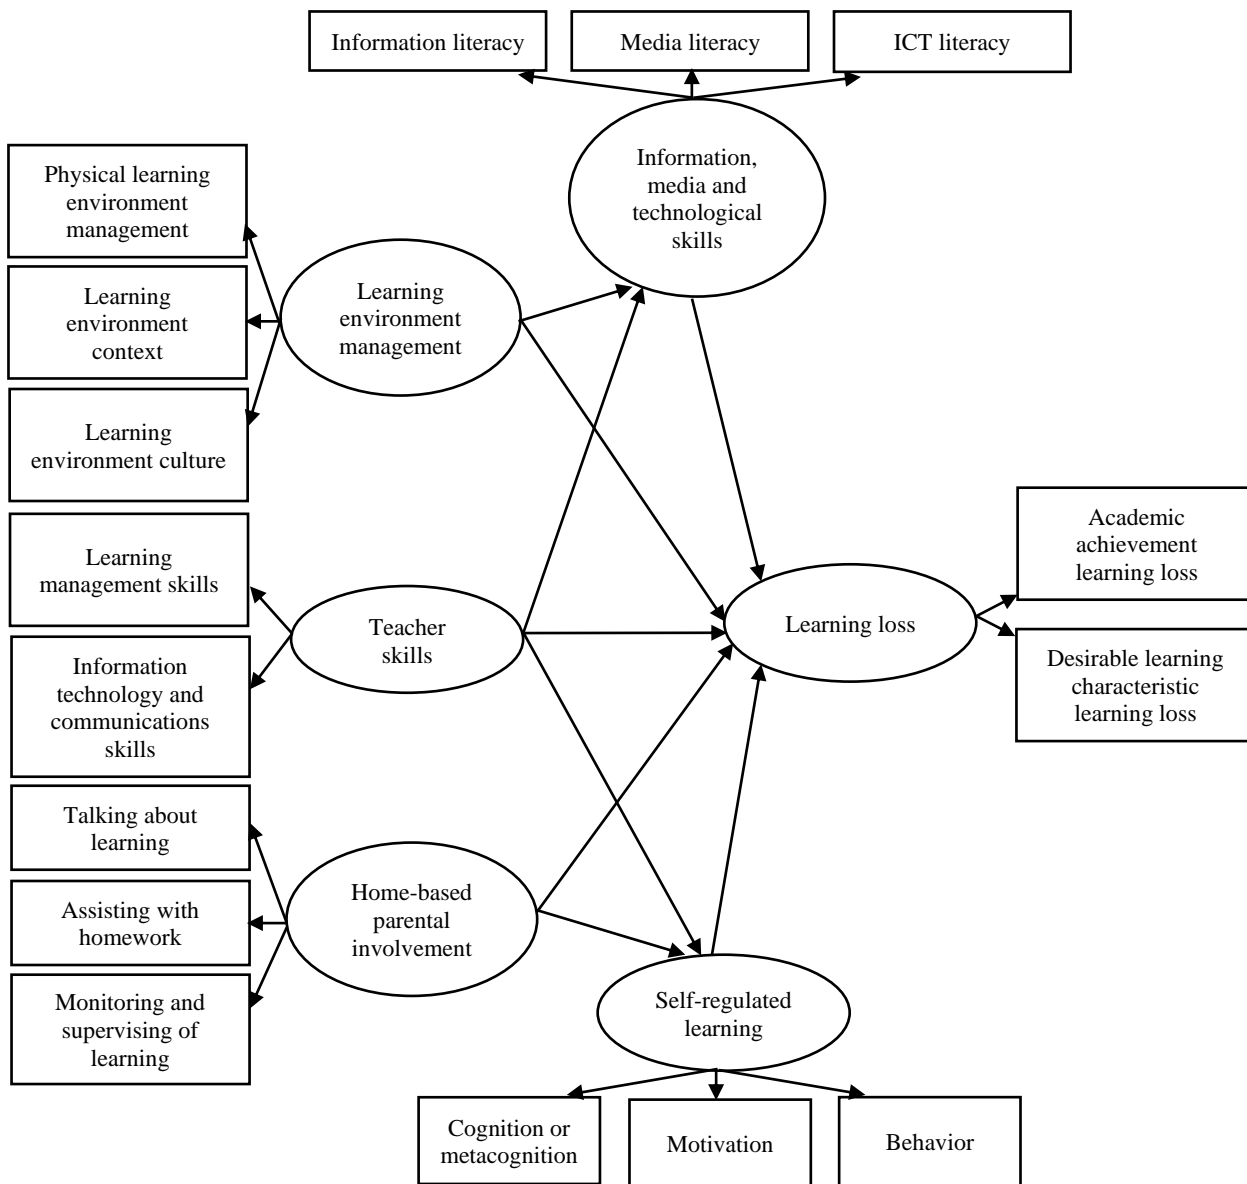 Information literacy
Media literacy
ICT literacy
Information,
media and
technological
skills
Physical learning
environment
management
Learning
environment
context
Learning
environment culture
Learning
environment
management
Learning
management skills
Information
technology and
communications
skills
Teacher
skills
Learning loss
Academic
achievement
learning loss
Desirable learning
characteristic
learning loss
Talking about
learning
Assisting with
homework
Monitoring and
supervising of
learning
Home-based
parental
involvement
Self-regulated
learning
Cognition or
metacognition
Motivation
Behavior